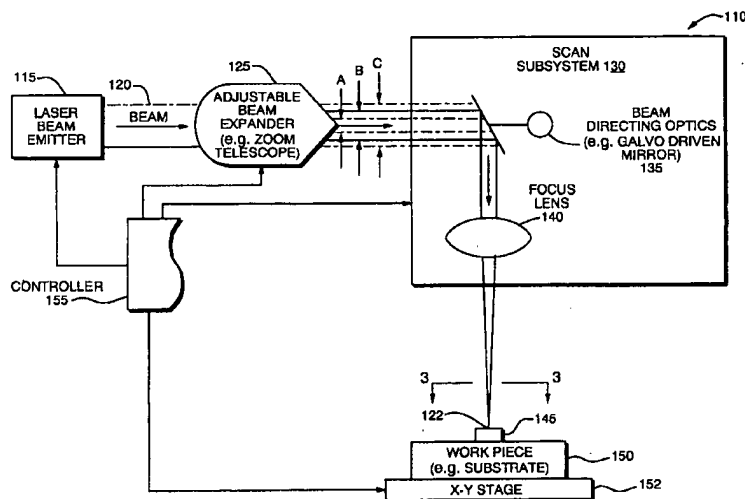 110
SCAN
SUBSYSTEM 130
115
120
125
A B C
LASER
BEAM
EMITTER
BEAM
ADJUSTABLE
BEAM
EXPANDER
(e.g. ZOOM
TELESCOPE)
BEAM
DIRECTING OPTICS
(e.g. GALVO DRIVEN
MIRROR)
135
FOCUS
LENS
140
CONTROLLER
155
3 3
122
145
WORK PIECE
(e.g. SUBSTRATE)
150
X-Y STAGE
152